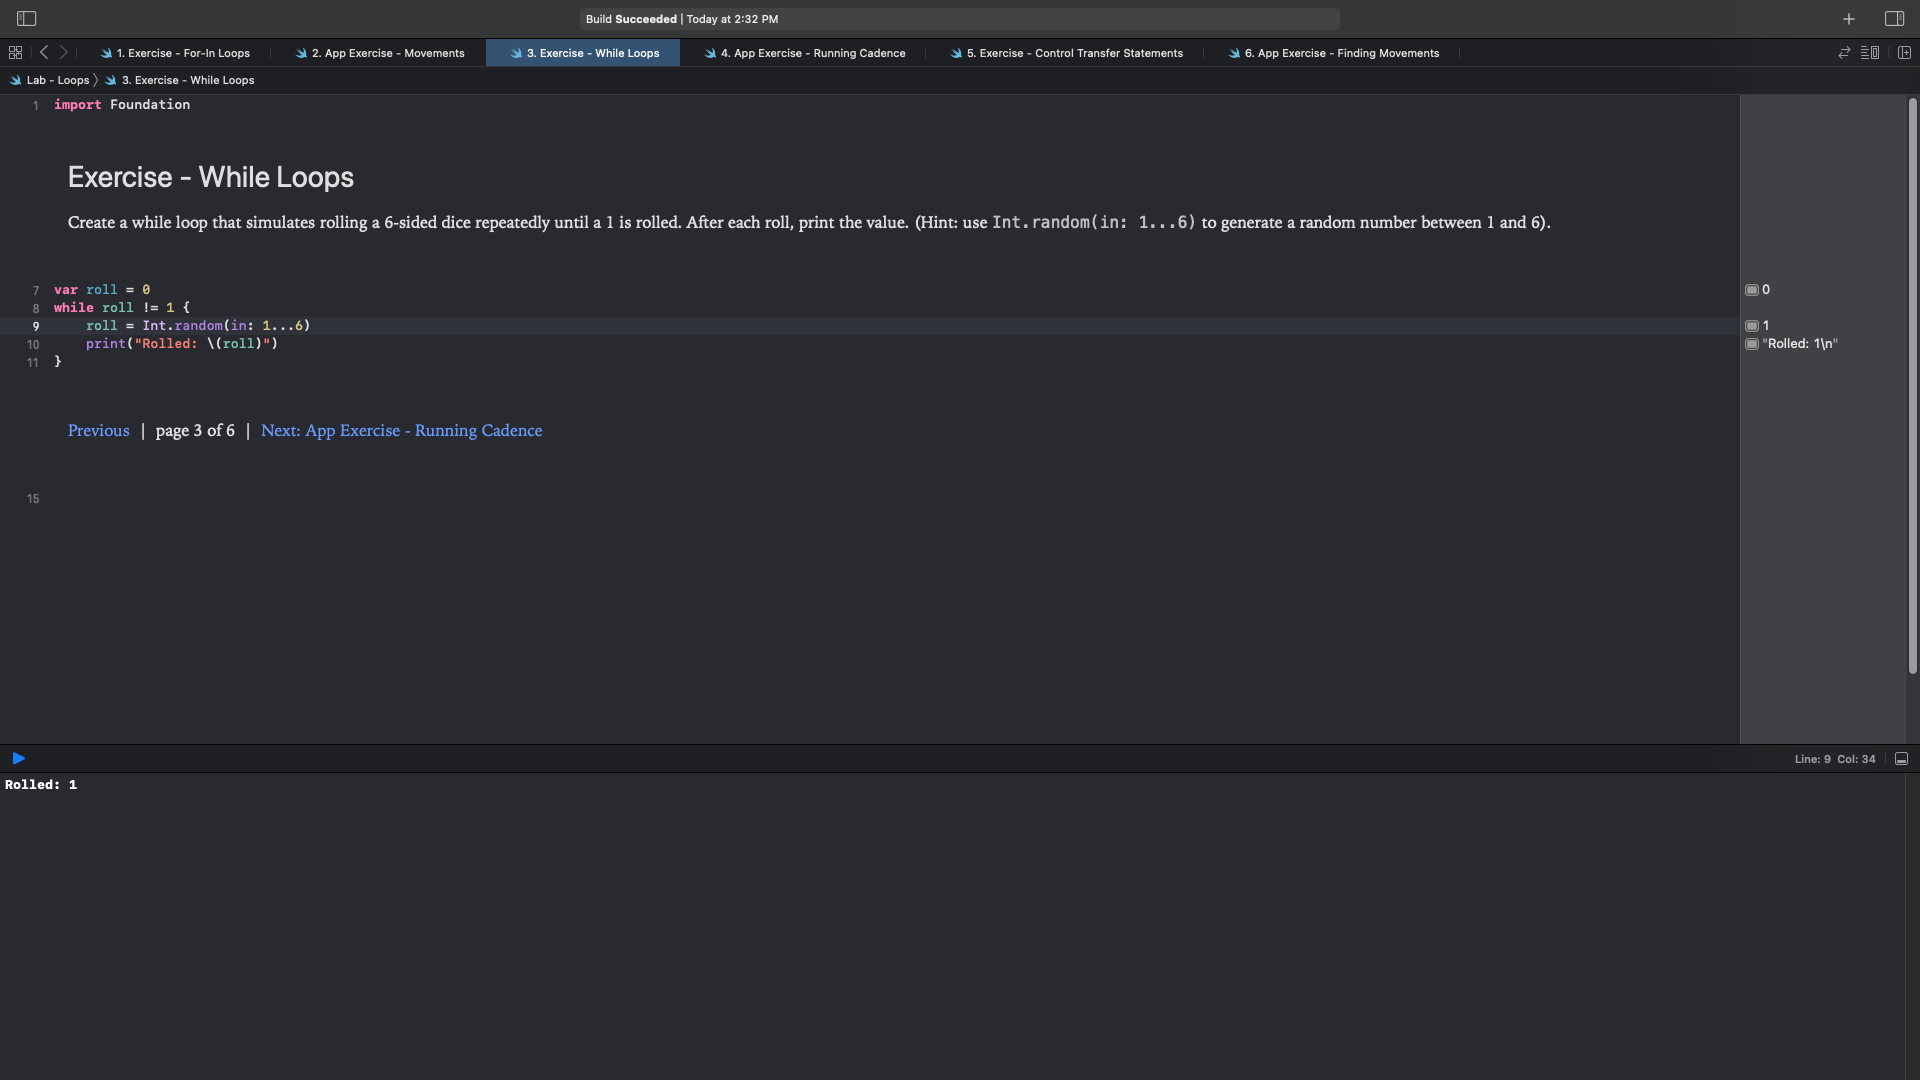 Build Succeeded | Today at 2:32 PM
1. Exercise - For-In Loops
2. App Exercise - Movements
3. Exercise - While Loops
4. App Exercise - Running Cadence
5. Exercise - Control Transfer Statements
6. App Exercise - Finding Movements
Lab - Loops 〉 3. Exercise - While Loops
1 import Foundation
Exercise - While Loops
Create a while loop that simulates rolling a 6-sided dice repeatedly until a 1 is rolled. After each roll, print the value. (Hint: use Int.random(in: 1...6) to generate a random number between 1 and 6).
7 var roll = 0
0
8 while roll != 1 {
9     roll = Int.random(in: 1...6)
1
10     print("Rolled: \(roll)")
"Rolled: 1\n"
11 }
Previous | page 3 of 6 | Next: App Exercise - Running Cadence
15
Line: 9 Col: 34
Rolled: 1